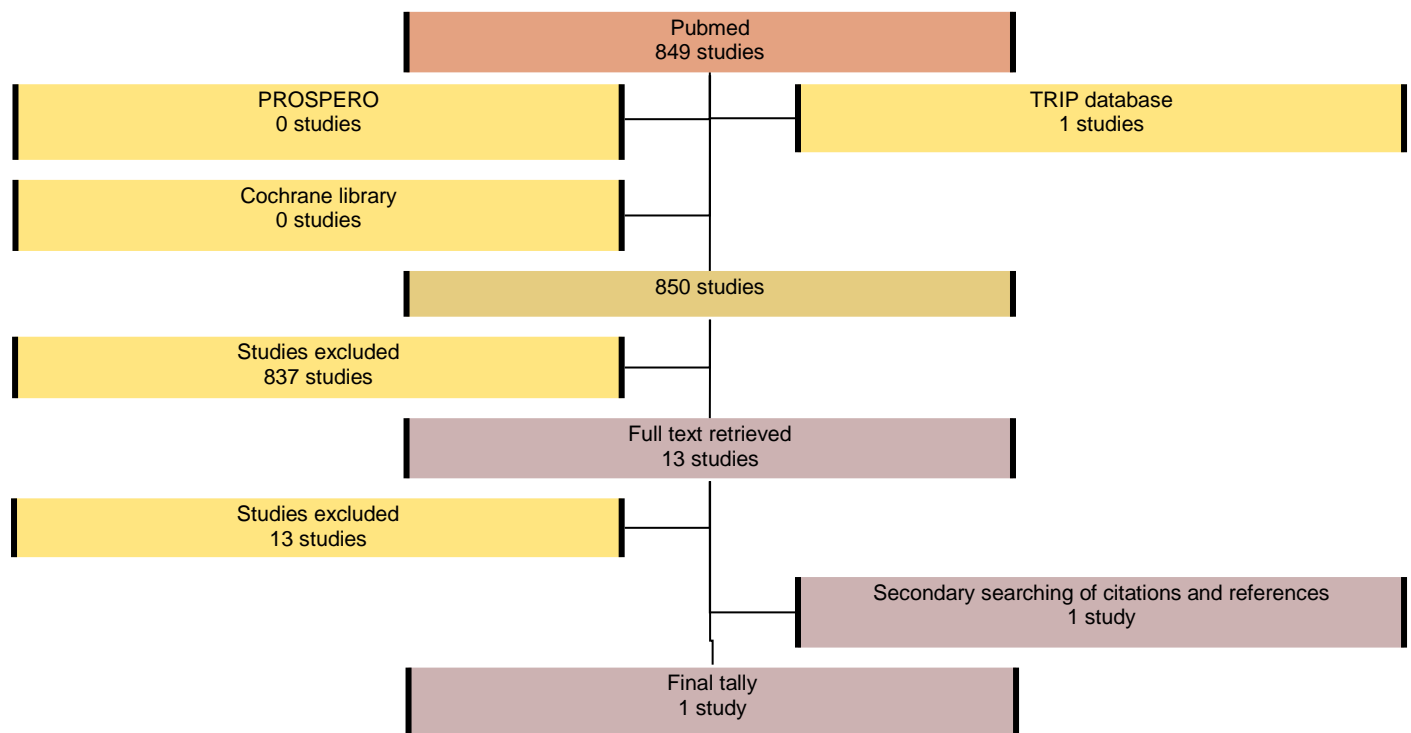 Pubmed
849 studies
PROSPERO
0 studies
TRIP database
1 studies
Cochrane library
0 studies
850 studies
Studies excluded
837 studies
Full text retrieved
13 studies
Studies excluded
13 studies
Secondary searching of citations and references
1 study
Final tally
1 study